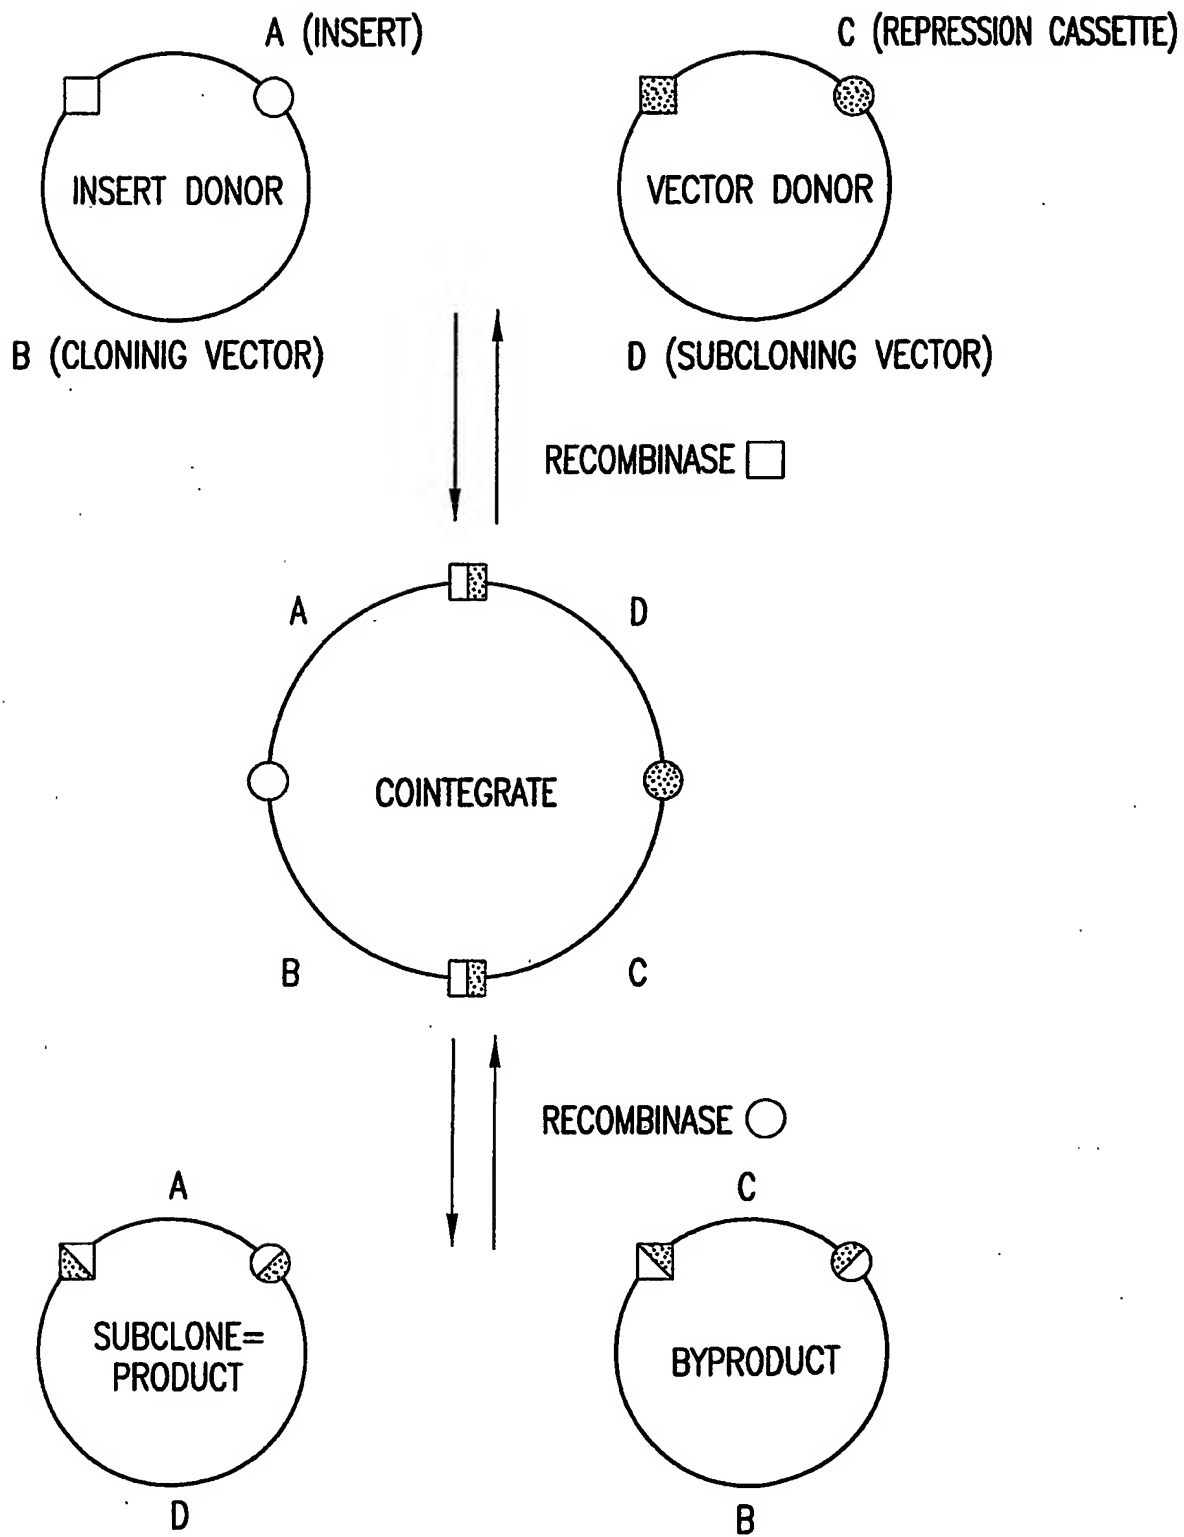 A (INSERT)
C (REPRESSION CASSETTE)
INSERT DONOR
VECTOR DONOR
B (CLONINIG VECTOR)
D (SUBCLONING VECTOR)
RECOMBINASE
A
D
COINTEGRATE
B
C
RECOMBINASE
A
C
SUBCLONE=
PRODUCT
BYPRODUCT
D
B